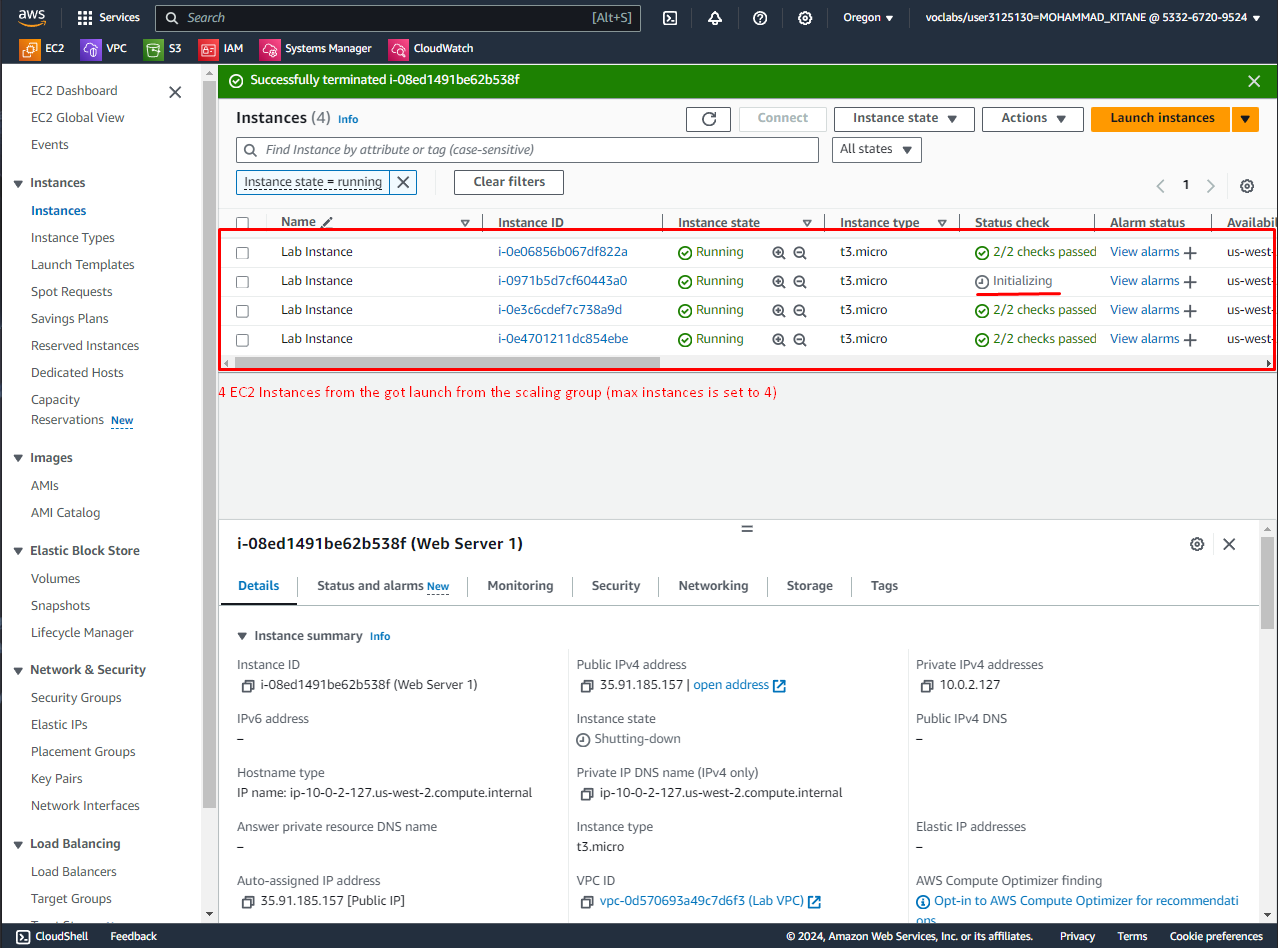 aws Services Search [Alt+S] Oregon voclabs/user3125130=MOHAMMAD_KITANE @ 5332-6720-9524
EC2 VPC S3 IAM Systems Manager CloudWatch
EC2 Dashboard
EC2 Global View
Events
Instances
Instances
Instance Types
Launch Templates
Spot Requests
Savings Plans
Reserved Instances
Dedicated Hosts
Capacity
Reservations New
Images
AMIs
AMI Catalog
Elastic Block Store
Volumes
Snapshots
Lifecycle Manager
Network & Security
Security Groups
Elastic IPs
Placement Groups
Key Pairs
Network Interfaces
Load Balancing
Load Balancers
Target Groups
Successfully terminated i-08ed1491be62b538f
Instances (4) Info Connect Instance state Actions Launch instances
Find Instance by attribute or tag (case-sensitive) All states
Instance state = running Clear filters 1
Name Instance ID Instance state Instance type Status check Alarm status Availabil
Lab Instance i-0e06856b067df822a Running t3.micro 2/2 checks passed View alarms us-west-
Lab Instance i-0971b5d7cf60443a0 Running t3.micro Initializing View alarms us-west-
Lab Instance i-0e3c6cdef7c738a9d Running t3.micro 2/2 checks passed View alarms us-west-
Lab Instance i-0e4701211dc854ebe Running t3.micro 2/2 checks passed View alarms us-west-
4 EC2 Instances from the got launch from the scaling group (max instances is set to 4)
i-08ed1491be62b538f (Web Server 1)
Details Status and alarms New Monitoring Security Networking Storage Tags
Instance summary Info
Instance ID Public IPv4 address Private IPv4 addresses
i-08ed1491be62b538f (Web Server 1) 35.91.185.157 | open address 10.0.2.127
IPv6 address Instance state Public IPv4 DNS
– Shutting-down –
Hostname type Private IP DNS name (IPv4 only)
IP name: ip-10-0-2-127.us-west-2.compute.internal ip-10-0-2-127.us-west-2.compute.internal
Answer private resource DNS name Instance type Elastic IP addresses
– t3.micro –
Auto-assigned IP address VPC ID AWS Compute Optimizer finding
35.91.185.157 [Public IP] vpc-0d570693a49c7d6f3 (Lab VPC) Opt-in to AWS Compute Optimizer for recommendati
ons
CloudShell Feedback © 2024, Amazon Web Services, Inc. or its affiliates. Privacy Terms Cookie preferences